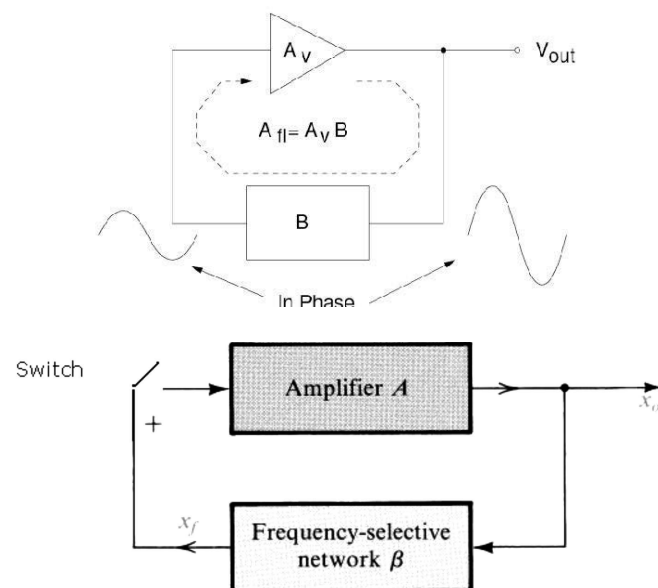 A v
V out
A fl = A v B
B
In Phase
Switch
Amplifier A
+
x o
x f
Frequency-selective
network β